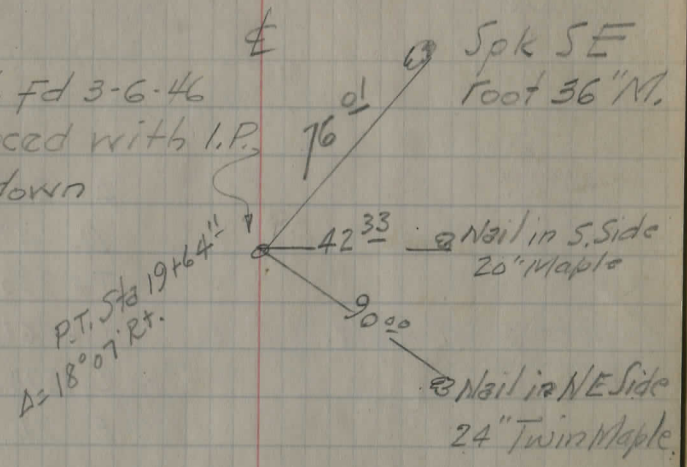 ℄
Spk SE
root 36"M.
Fd 3-6-46
with I.P.
down
76 01
42 33
Nail in S. Side
20" Maple
P.T. Sta 19+64 11
Δ=18°07' Rt.
90 00
Nail in NE Side
24" Twin Maple